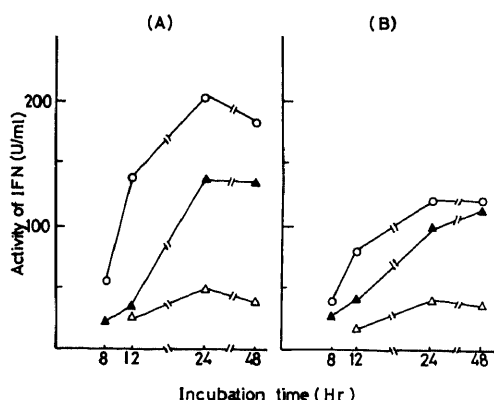 (A) (B)
200
100
Activity of IFN (U/ml)
8 12 24 48 8 12 24 48
Incubation time (Hr)